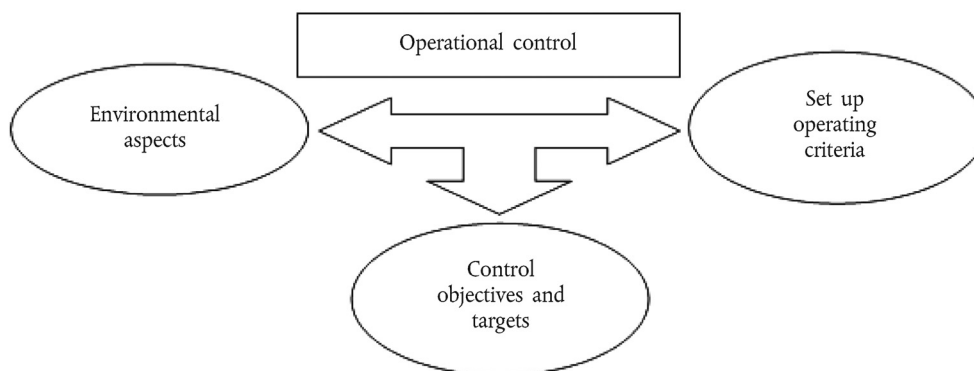 Operational control
Environmental
aspects
Set up
operating
criteria
Control
objectives and
targets